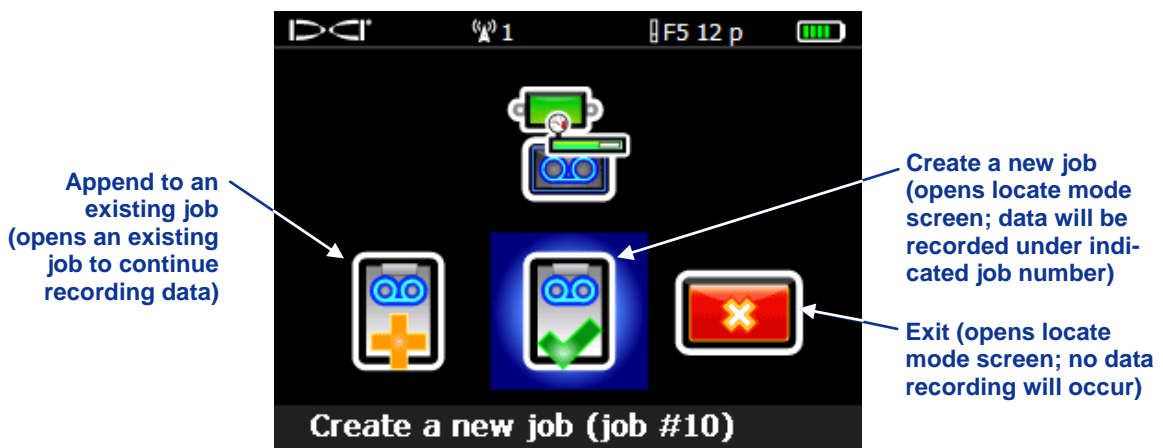 DCI
1
F5 12 p
Append to an
existing job
(opens an existing
job to continue
recording data)
Create a new job
(opens locate mode
screen; data will be
recorded under indi-
cated job number)
Exit (opens locate
mode screen; no data
recording will occur)
Create a new job (job #10)